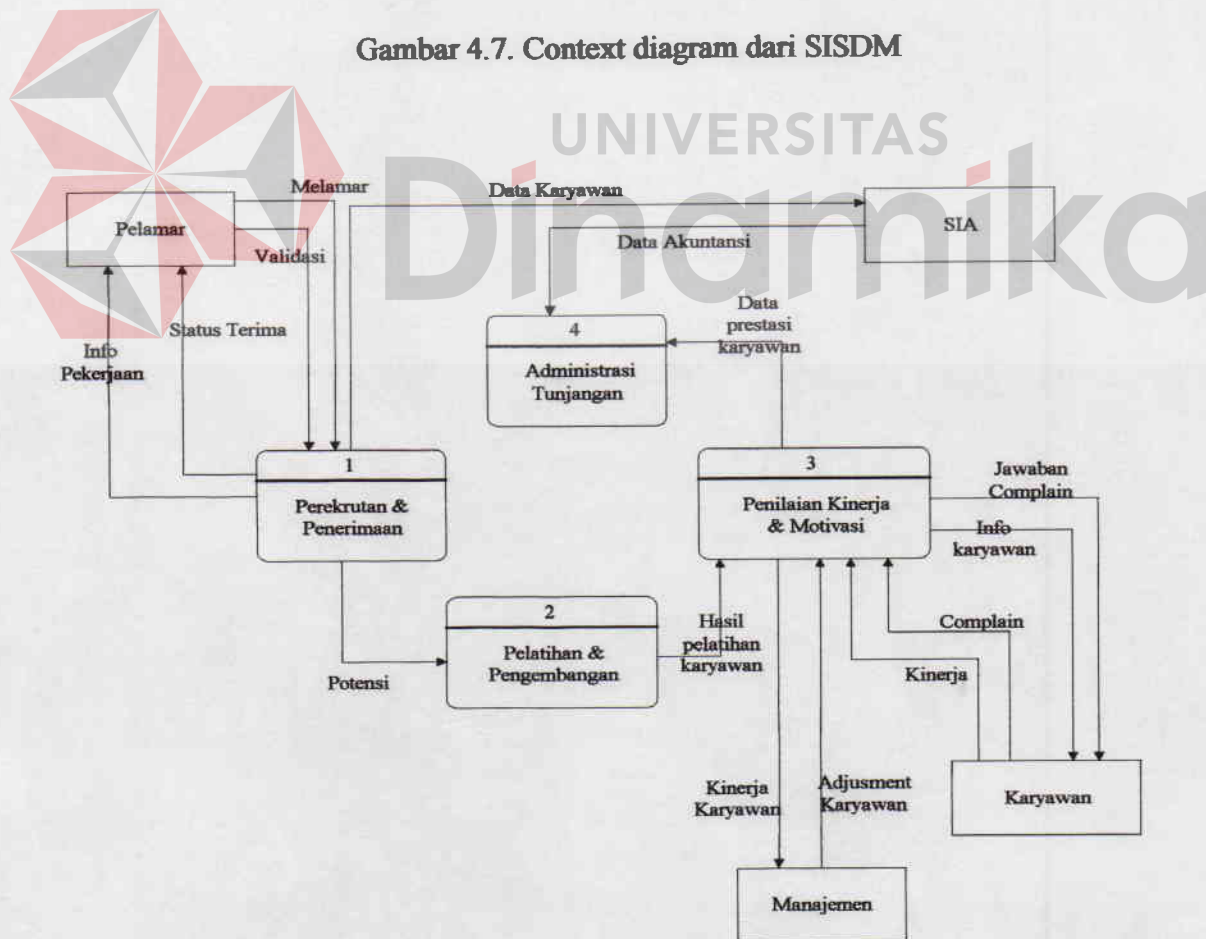 Gambar 4.7. Context diagram dari SISDM
UNIVERSITAS
Dinamika
Melamar
Data Karyawan
Pelamar
SIA
Validasi
Data Akuntansi
Data
prestasi
karyawan
Status Terima
Info
Pekerjaan
4
Administrasi
Tunjangan
1
Perekrutan &
Penerimaan
3
Penilaian Kinerja
& Motivasi
Jawaban
Complain
Info
karyawan
2
Pelatihan &
Pengembangan
Hasil
pelatihan
karyawan
Complain
Kinerja
Potensi
Kinerja
Karyawan
Adjusment
Karyawan
Karyawan
Manajemen